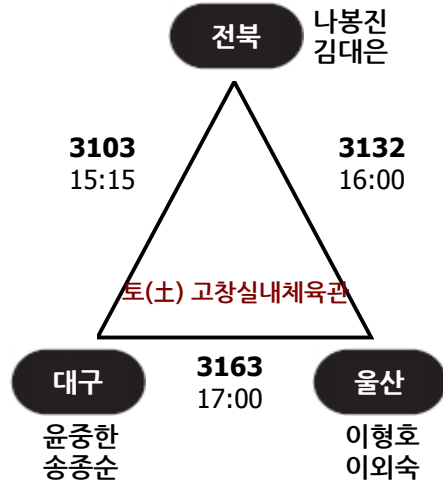 전북
나봉진
김대은
3103
15:15
3132
16:00
토(土) 고창실내체육관
대구
3163
17:00
울산
윤중한
송종순
이형호
이외숙